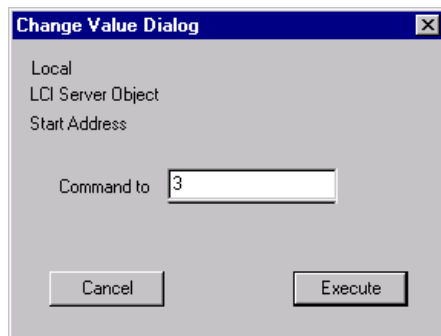 Change Value Dialog
Local
LCI Server Object
Start Address
Command to 3
Cancel Execute